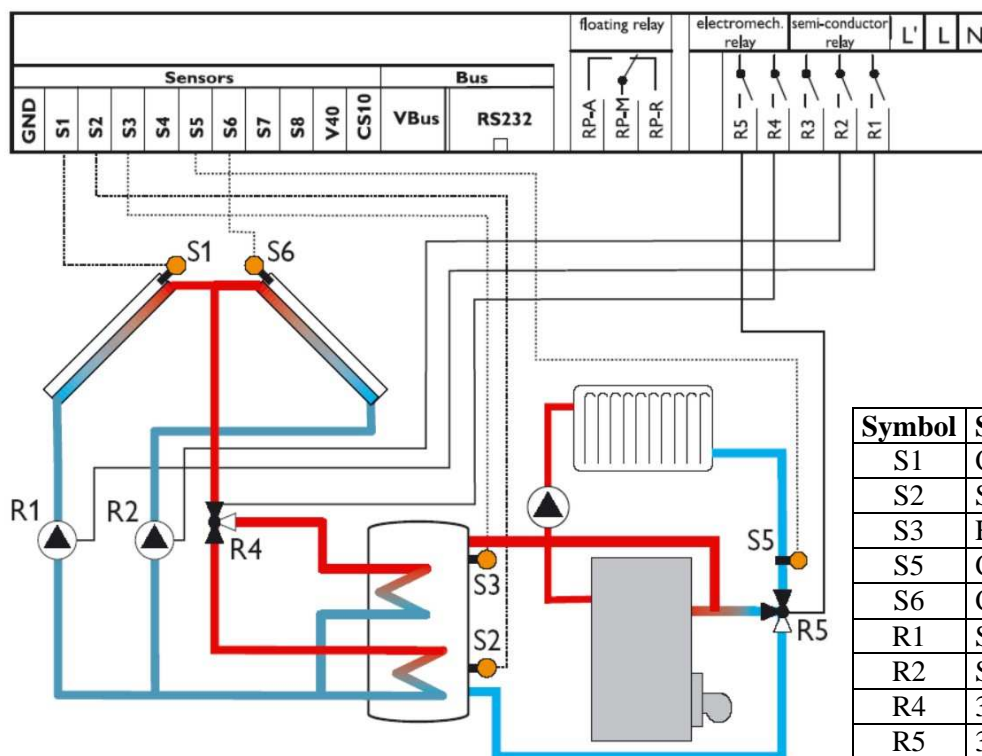 floating relay
electromech. relay
semi-conductor relay
L' L N
Sensors
Bus
GND S1 S2 S3 S4 S5 S6 S7 S8 V40 CS10
VBus RS232
RP-A RP-M RP-R
R5 R4 R3 R2 R1
S1 S6
R1 R2 R4
S3
S2
S5
R5
Symbol
S1
S2
S3
S5
S6
R1
R2
R4 3
R5 3